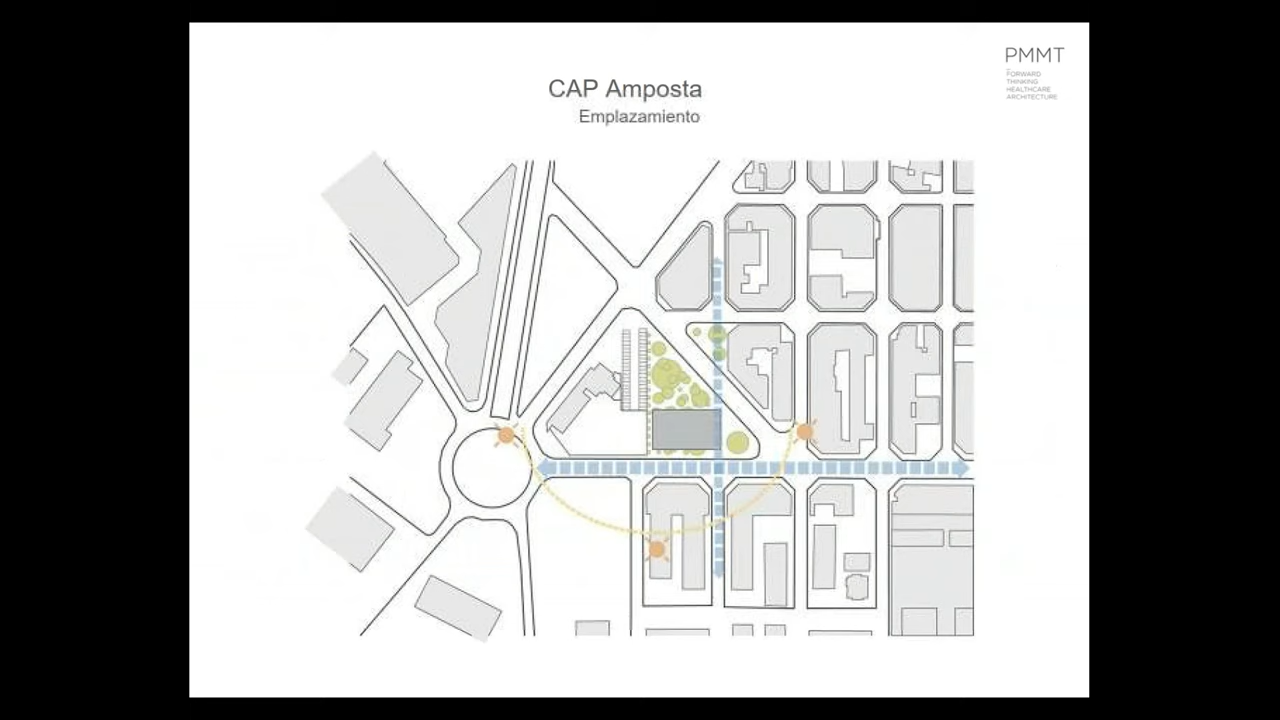 PMMT
FORWARD
THINKING
HEALTHCARE
ARCHITECTURE
CAP Amposta
Emplazamiento